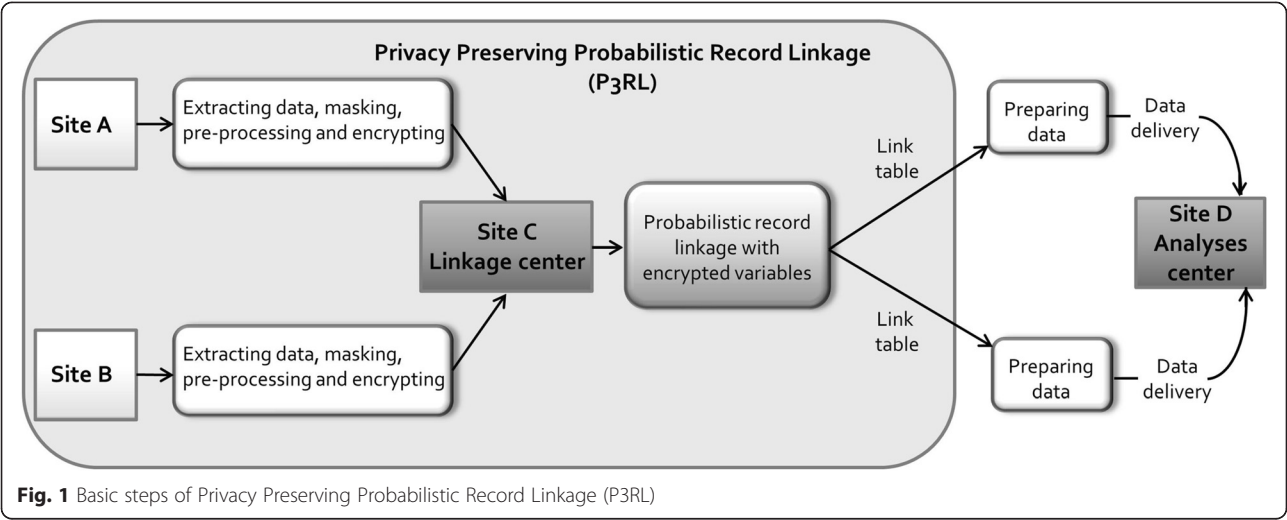 Privacy Preserving Probabilistic Record Linkage
(P3RL)
Site A
Extracting data, masking,
pre-processing and encrypting
Site C
Linkage center
Probabilistic record
linkage with
encrypted variables
Site B
Extracting data, masking,
pre-processing and encrypting
Link
table
Link
table
Preparing
data
Data
delivery
Site D
Analyses
center
Preparing
data
Data
delivery
Fig. 1 Basic steps of Privacy Preserving Probabilistic Record Linkage (P3RL)